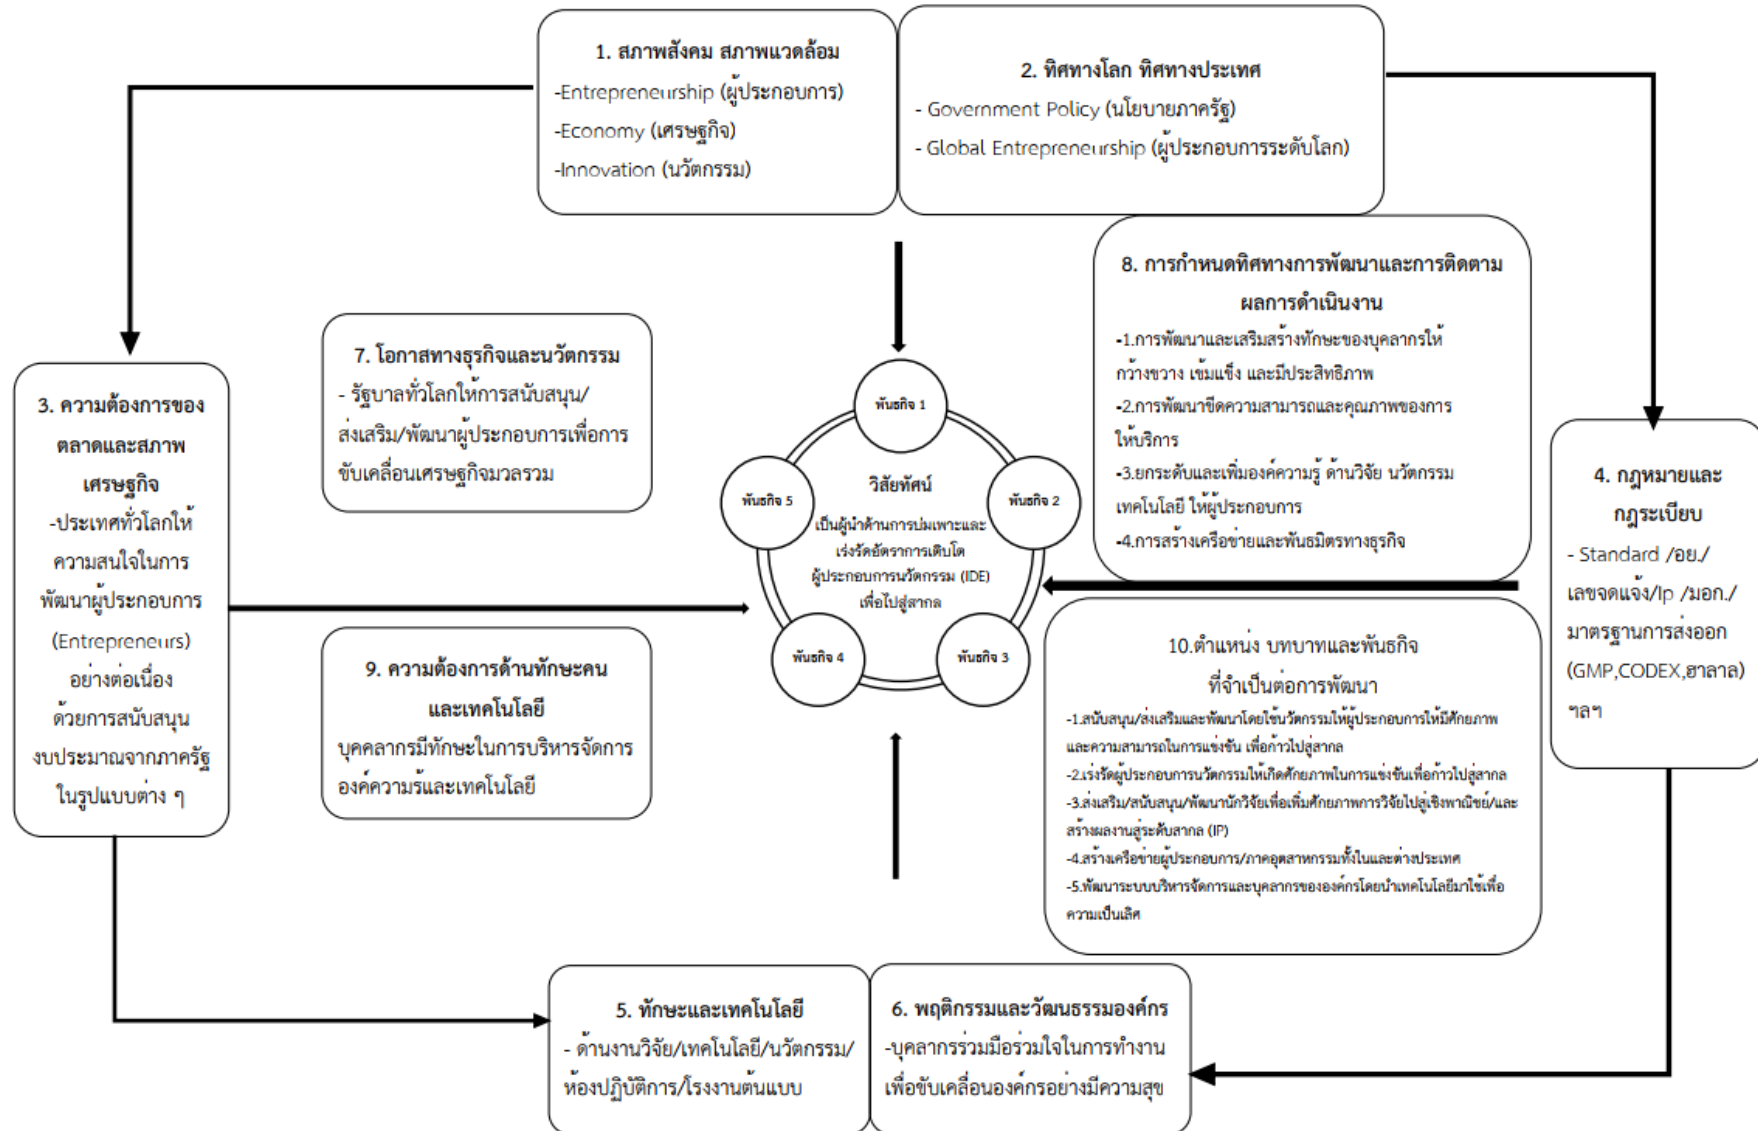 1. สภาพสังคม สภาพแวดล้อม
-Entrepreneurship (ผู้ประกอบการ)
-Economy (เศรษฐกิจ)
-Innovation (นวัตกรรม)
2. ทิศทางโลก ทิศทางประเทศ
- Government Policy (นโยบายภาครัฐ)
- Global Entrepreneurship (ผู้ประกอบการระดับโลก)
8. การกำหนดทิศทางการพัฒนาและการติดตาม
ผลการดำเนินงาน
-1.การพัฒนาและเสริมสร้างทักษะของบุคลากรให้
กว้างขวาง เข้มแข็ง และมีประสิทธิภาพ
-2.การพัฒนาขีดความสามารถและคุณภาพของการ
ให้บริการ
-3.ยกระดับและเพิ่มองค์ความรู้ ด้านวิจัย นวัตกรรม
เทคโนโลยี ให้ผู้ประกอบการ
-4.การสร้างเครือข่ายและพันธมิตรทางธุรกิจ
7. โอกาสทางธุรกิจและนวัตกรรม
- รัฐบาลทั่วโลกให้การสนับสนุน/
ส่งเสริม/พัฒนาผู้ประกอบการเพื่อการ
ขับเคลื่อนเศรษฐกิจมวลรวม
3. ความต้องการของ
ตลาดและสภาพ
เศรษฐกิจ
-ประเทศทั่วโลกให้
ความสนใจในการ
พัฒนาผู้ประกอบการ
(Entrepreneurs)
อย่างต่อเนื่อง
ด้วยการสนับสนุน
งบประมาณจากภาครัฐ
ในรูปแบบต่าง ๆ
พันธกิจ 1
พันธกิจ 5
พันธกิจ 2
วิสัยทัศน์
เป็นผู้นำด้านการบ่มเพาะและ
เร่งรัดอัตราการเติบโต
ผู้ประกอบการนวัตกรรม (IDE)
เพื่อไปสู่สากล
พันธกิจ 4
พันธกิจ 3
4. กฎหมายและ
กฎระเบียบ
- Standard /อย./
เลขจดแจ้ง/Ip /มอก./
มาตรฐานการส่งออก
(GMP,CODEX,ฮาลาล)
ฯลฯ
9. ความต้องการด้านทักษะคน
และเทคโนโลยี
บุคคลากรมีทักษะในการบริหารจัดการ
องค์ความรู้และเทคโนโลยี
10.ตำแหน่ง บทบาทและพันธกิจ
ที่จำเป็นต่อการพัฒนา
-1.สนับสนุน/ส่งเสริมและพัฒนาโดยใช้นวัตกรรมให้ผู้ประกอบการให้มีศักยภาพ
และความสามารถในการแข่งขัน เพื่อก้าวไปสู่สากล
-2.เร่งรัดผู้ประกอบการนวัตกรรมให้เกิดศักยภาพในการแข่งขันเพื่อก้าวไปสู่สากล
-3.ส่งเสริม/สนับสนุน/พัฒนานักวิจัยเพื่อเพิ่มศักยภาพการวิจัยไปสู่เชิงพาณิชย์/และ
สร้างผลงานสู่ระดับสากล (IP)
-4.สร้างเครือข่ายผู้ประกอบการ/ภาคอุตสาหกรรมทั้งในและต่างประเทศ
-5.พัฒนาระบบบริหารจัดการและบุคลากรขององค์กรโดยนำเทคโนโลยีมาใช้เพื่อ
ความเป็นเลิศ
5. ทักษะและเทคโนโลยี
- ด้านงานวิจัย/เทคโนโลยี/นวัตกรรม/
ห้องปฏิบัติการ/โรงงานต้นแบบ
6. พฤติกรรมและวัฒนธรรมองค์กร
-บุคลากรร่วมมือร่วมใจในการทำงาน
เพื่อขับเคลื่อนองค์กรอย่างมีความสุข